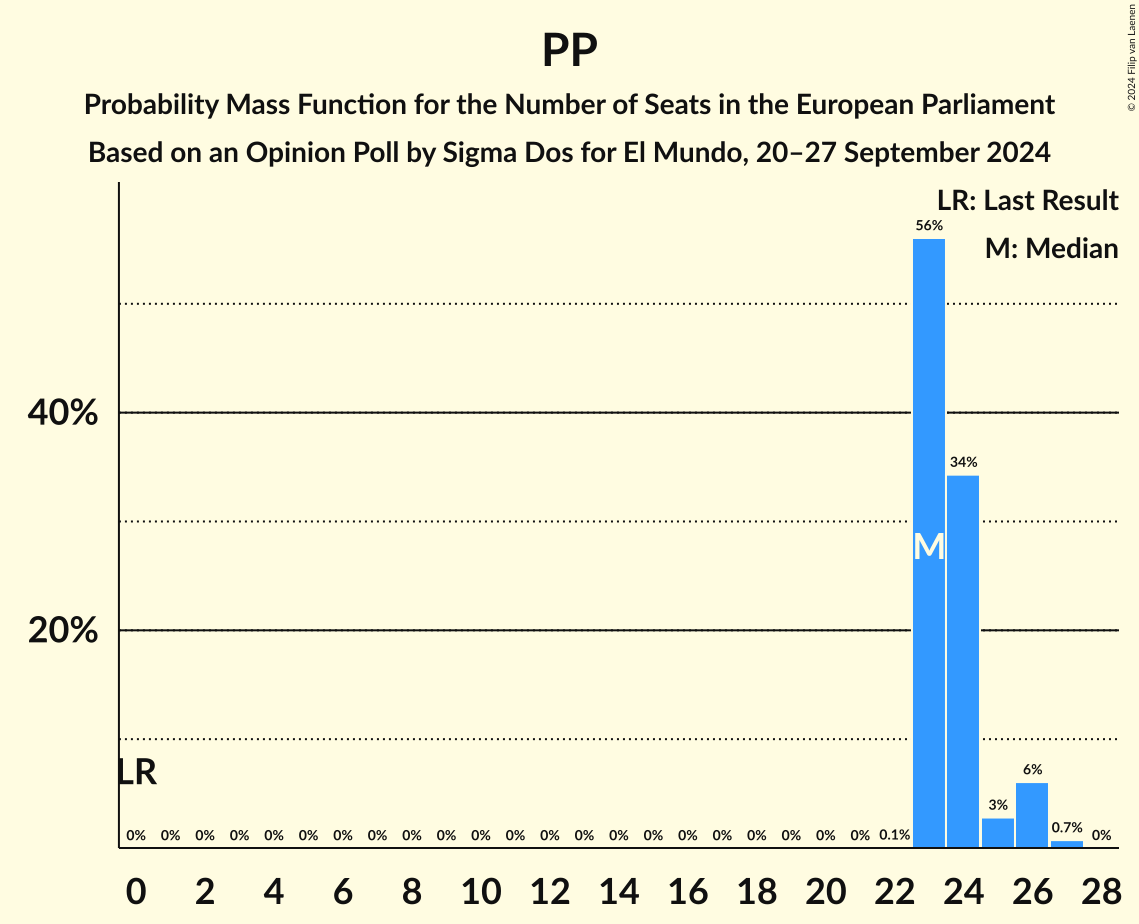 PP
Probability Mass Function for the Number of Seats in the European Parliament
Based on an Opinion Poll by Sigma Dos for El Mundo, 20–27 September 2024
© 2024 Filip van Laenen
LR: Last Result
M: Median
56%
40%
34%
M
20%
LR
6%
3%
0.7%
0% 0% 0% 0% 0% 0% 0% 0% 0% 0% 0% 0% 0% 0% 0% 0% 0% 0% 0% 0% 0% 0% 0.1% 0%
0 2 4 6 8 10 12 14 16 18 20 22 24 26 28